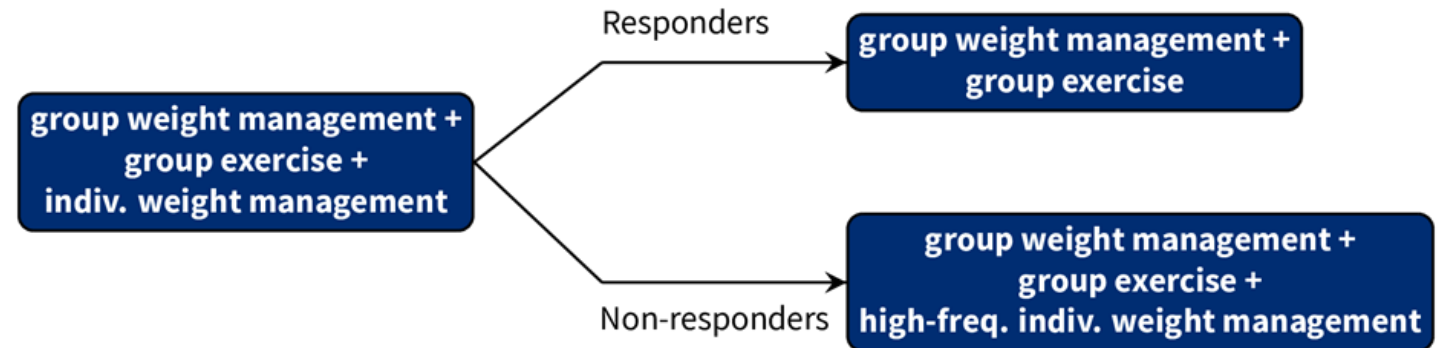 group weight management +
group exercise +
indiv. weight management
Responders
group weight management +
group exercise
Non-responders
group weight management +
group exercise +
high-freq. indiv. weight management